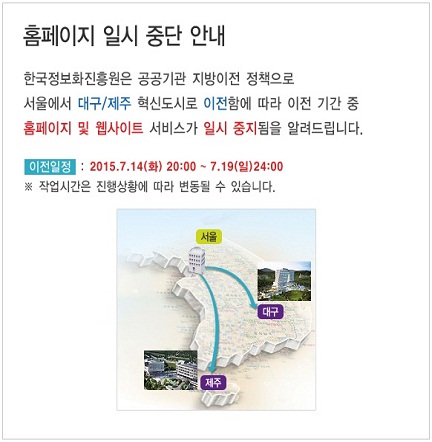 홈페이지 일시 중단 안내
한국정보화진흥원은 공공기관 지방이전 정책으로
서울에서 대구/제주 혁신도시로 이전함에 따라 이전 기간 중
홈페이지 및 웹사이트 서비스가 일시 중지됨을 알려드립니다.
이전일정 : 2015.7.14(화) 20:00 ~ 7.19(일)24:00
※ 작업시간은 진행상황에 따라 변동될 수 있습니다.
서울
대구
제주